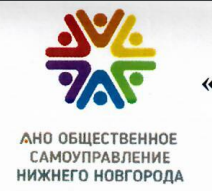 АНО ОБЩЕСТВЕННОЕ «
САМОУПРАВЛЕНИЕ
НИЖНЕГО НОВГОРОДА